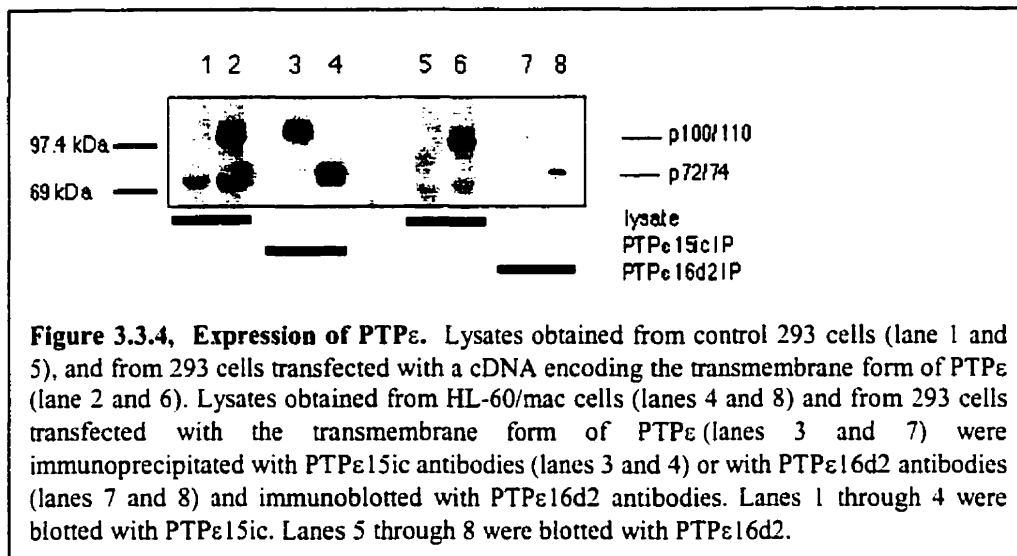 1 2 3 4 5 6 7 8
97.4 kDa
p100/110
p72/74
69 kDa
lysate
PTPε15icIP
PTPε16d2IP
Figure 3.3.4, Expression of PTPε. Lysates obtained from control 293 cells (lane 1 and
5), and from 293 cells transfected with a cDNA encoding the transmembrane form of PTPε
(lane 2 and 6). Lysates obtained from HL-60/mac cells (lanes 4 and 8) and from 293 cells
transfected with the transmembrane form of PTPε (lanes 3 and 7) were
immunoprecipitated with PTPε15ic antibodies (lanes 3 and 4) or with PTPε16d2 antibodies
(lanes 7 and 8) and immunoblotted with PTPε16d2 antibodies. Lanes 1 through 4 were
blotted with PTPε15ic. Lanes 5 through 8 were blotted with PTPε16d2.